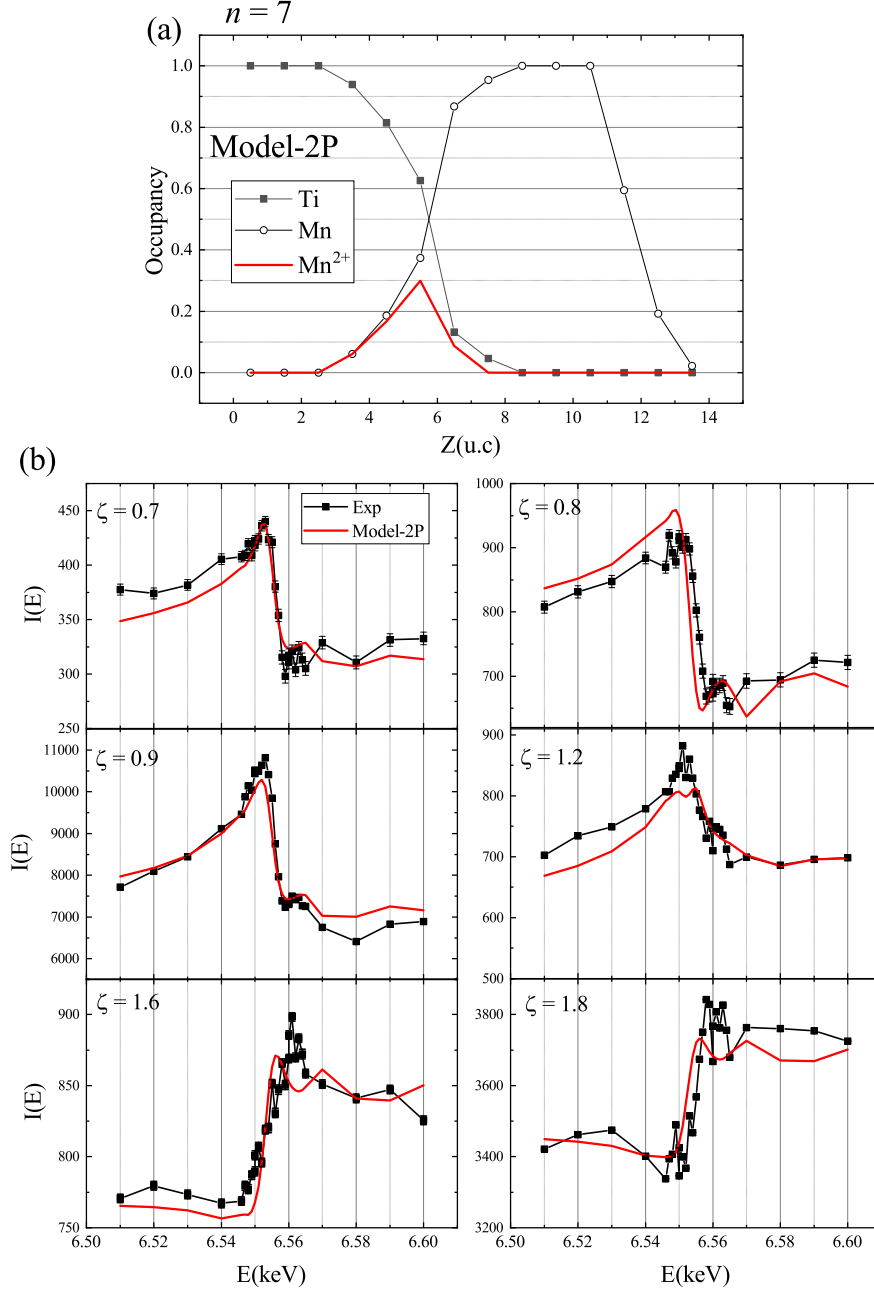 n = 7
(a)
1.0
0.8
0.6
0.4
0.2
0.0
Occupancy
Model-2P
Ti
Mn
Mn²⁺
0 2 4 6 8 10 12 14
Z(u.c)
(b)
ζ = 0.7
Exp
Model-2P
450
400
350
300
250
I(E)
ζ = 0.8
1000
900
800
700
ζ = 0.9
11000
10000
9000
8000
7000
6000
I(E)
ζ = 1.2
900
800
700
600
500
ζ = 1.6
900
850
800
750
I(E)
6.50 6.52 6.54 6.56 6.58 6.60
E(keV)
ζ = 1.8
3800
3600
3400
3200
6.50 6.52 6.54 6.56 6.58 6.60
E(keV)